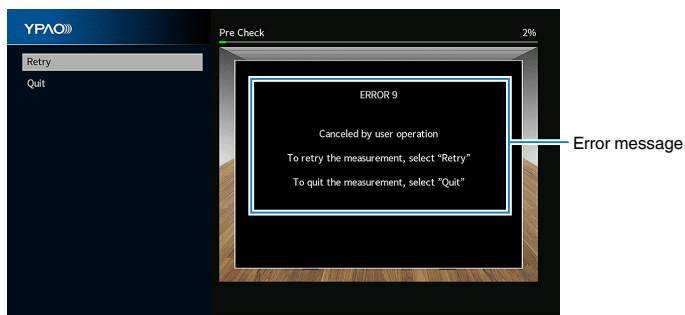 YPAO
Pre Check
2%
Retry
Quit
ERROR 9
Canceled by user operation
To retry the measurement, select “Retry”
To quit the measurement, select ”Quit”
Error message